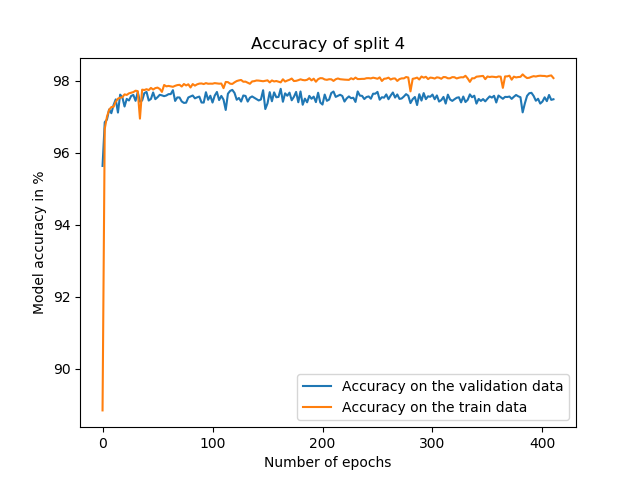 Accuracy of split 4
Model accuracy in %
98
96
94
92
90
0
100
200
300
400
Number of epochs
Accuracy on the validation data
Accuracy on the train data